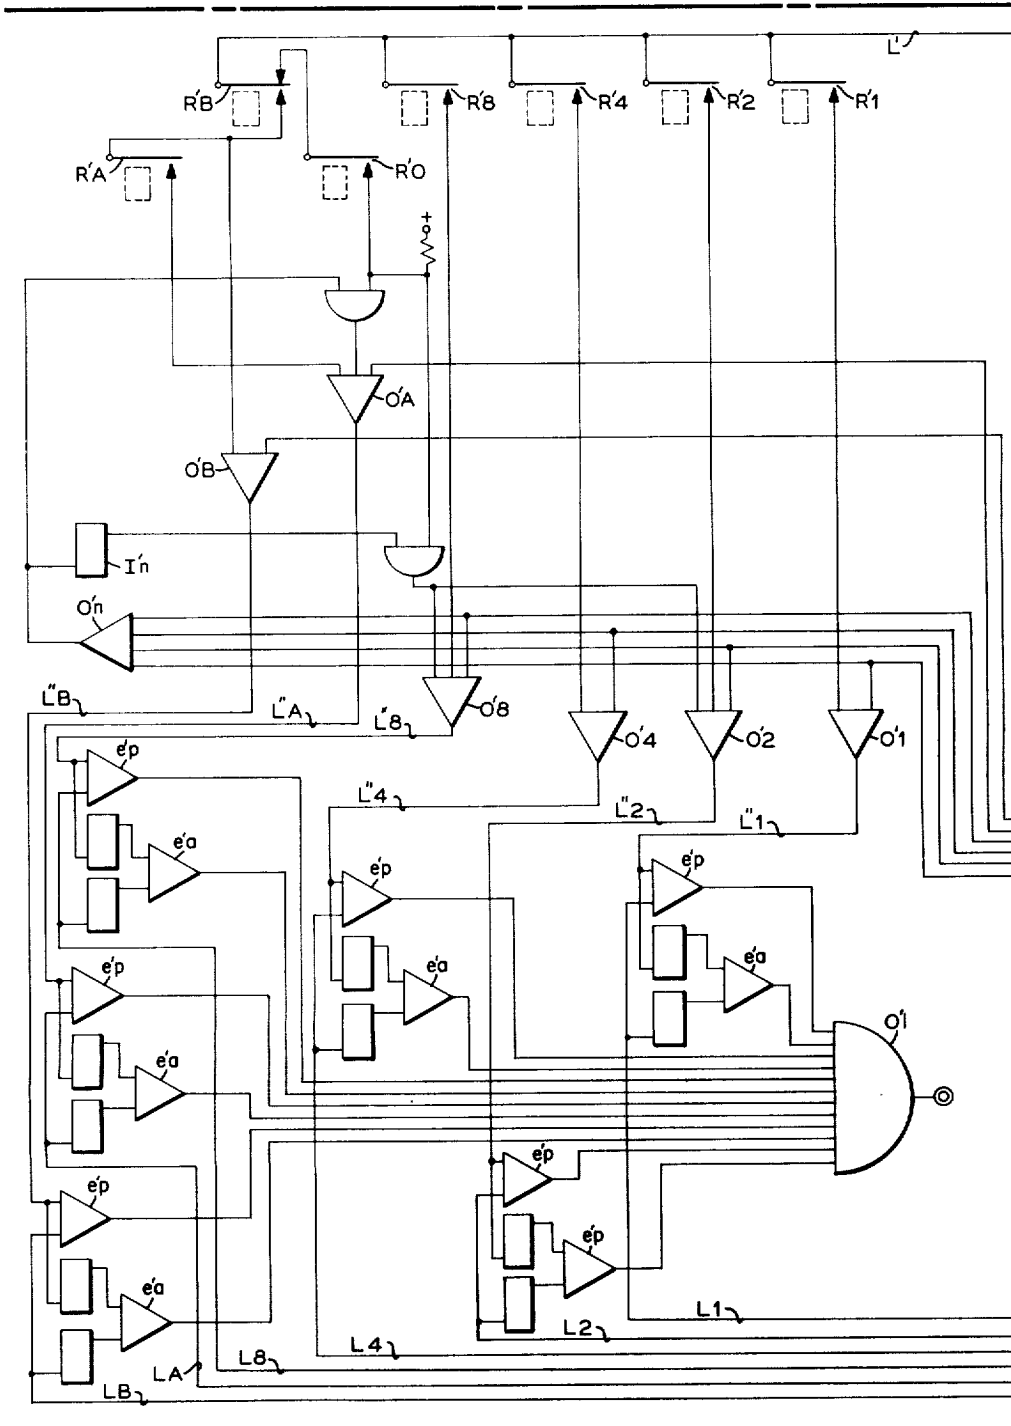 L'
R'B
R'8
R'4
R'2
R'1
R'A
R'O
+
O'A
O'B
I'n
O'n
L"B
L"A
L"8
O'8
O'4
O'2
O'1
e'p
L"4
L"2
L"1
e'a
e'p
e'p
e'a
e'a
e'p
O'1
e'a
e'p
e'p
e'p
e'a
L1
L2
L4
L8
LA
LB